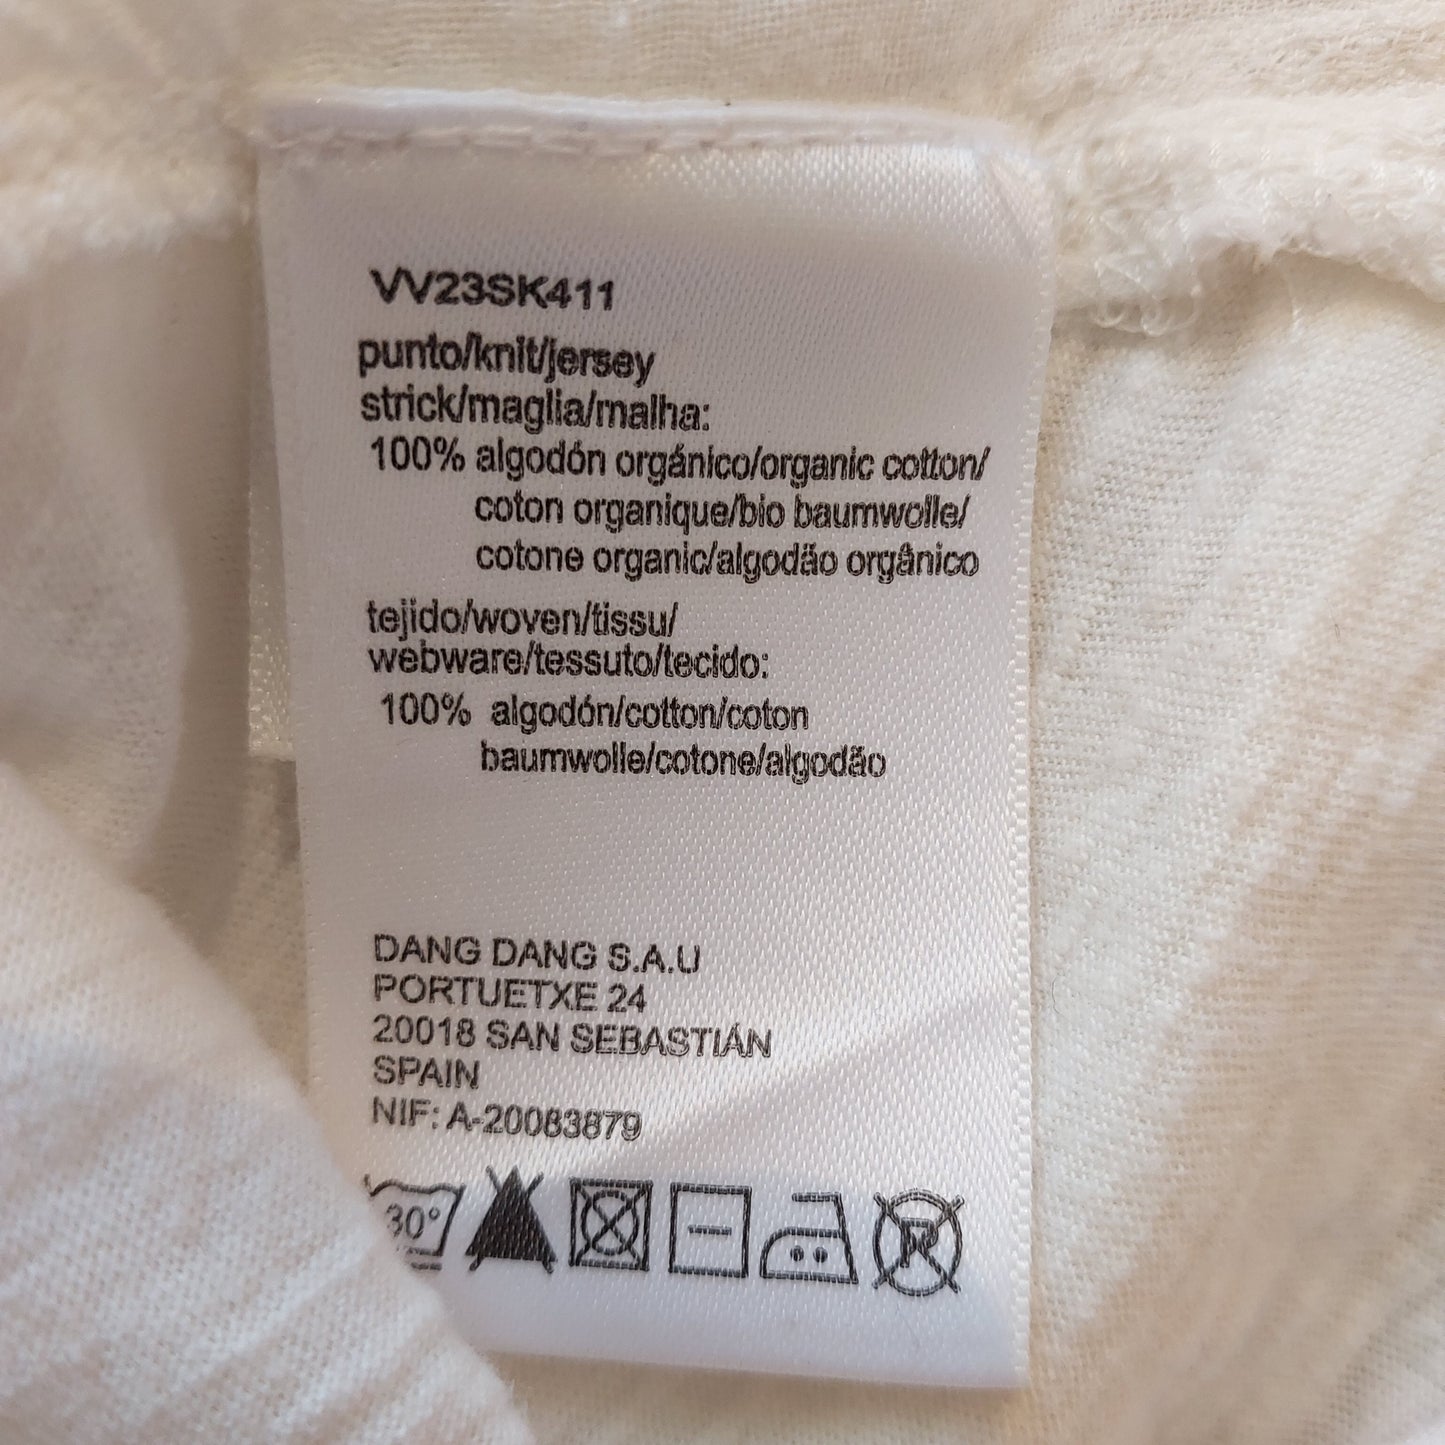 VV23SK411
punto/knit/jersey
strick/maglia/malha:
100% algodón orgánico/organic cotton/
coton organique/bio baumwolle/
cotone organic/algodão orgânico
tejido/woven/tissu/
webware/tessuto/tecido:
100% algodón/cotton/coton
baumwolle/cotone/algodão
DANG DANG S.A.U
PORTUETXE 24
20018 SAN SEBASTIÁN
SPAIN
NIF: A-20083879
30° R